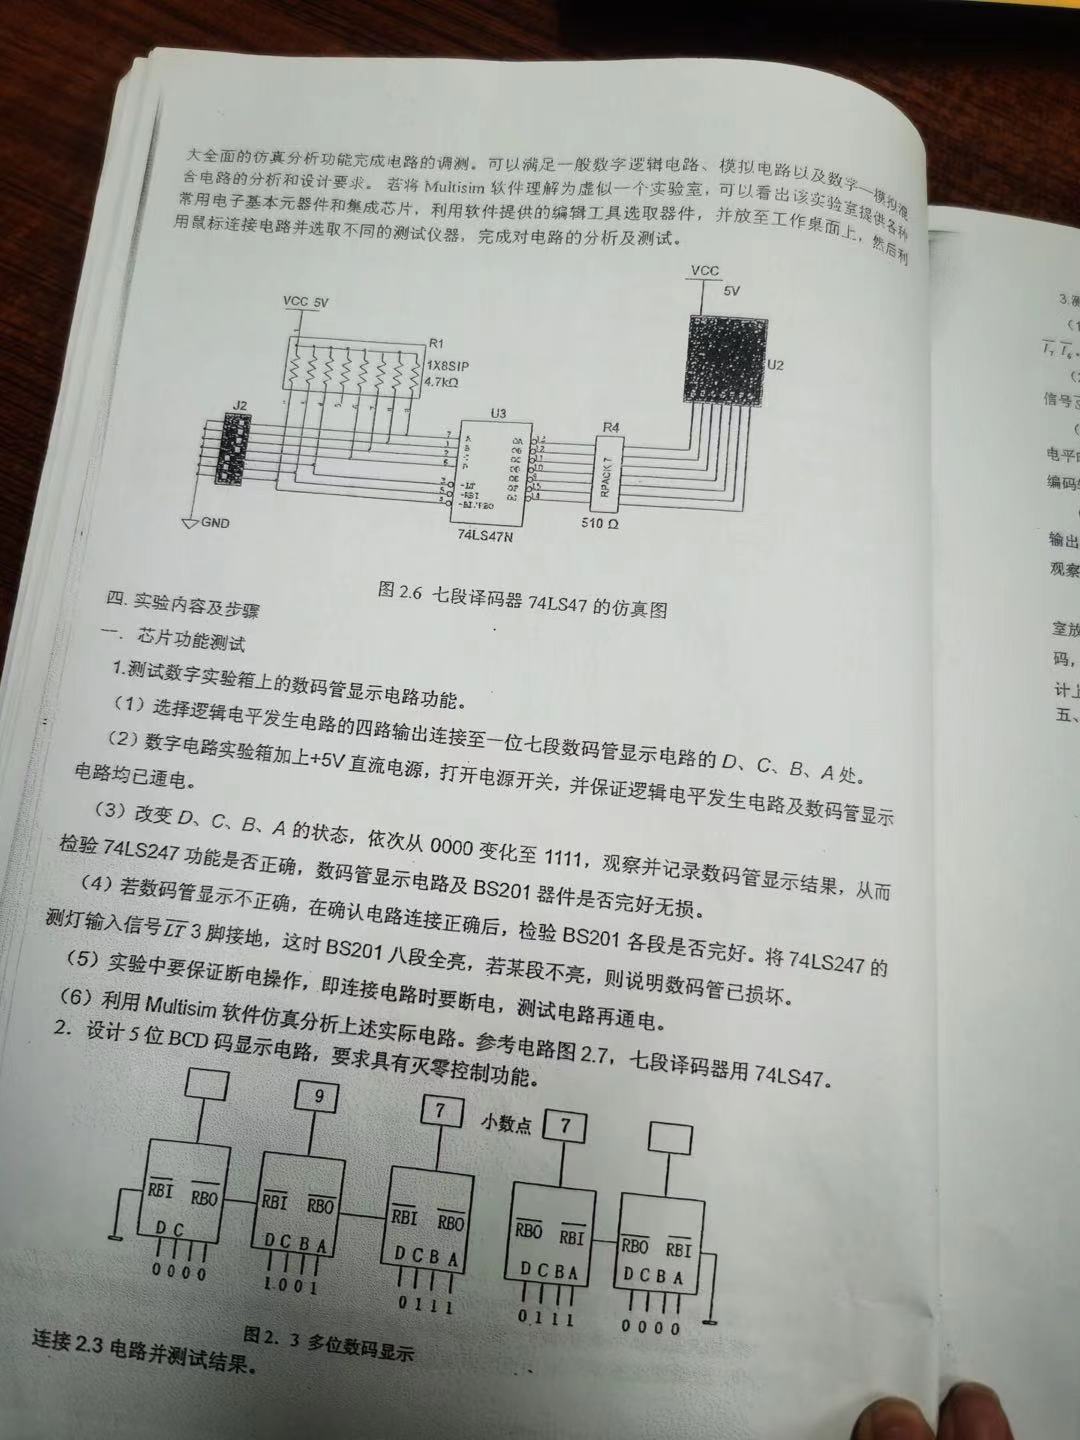 大全面的仿真分析功能完成电路的调测。可以满足一般数字逻辑电路、模拟电路以及数字—模拟混
合电路的分析和设计要求。若将 Multisim 软件理解为虚似一个实验室，可以看出该实验室提供各种
常用电子基本元器件和集成芯片，利用软件提供的编辑工具选取器件，并放至工作桌面上，然后利
用鼠标连接电路并选取不同的测试仪器，完成对电路的分析及测试。
VCC
5V
VCC 5V
R1
1X8SIP
4.7kΩ
U2
J2
U3
R4
RPACK 7
510 Ω
A
B
~LT
~RBI
~BI/RBO
74LS47N
GND
图 2.6 七段译码器 74LS47 的仿真图
四. 实验内容及步骤
一. 芯片功能测试
1.测试数字实验箱上的数码管显示电路功能。
（1）选择逻辑电平发生电路的四路输出连接至一位七段数码管显示电路的 D、C、B、A 处。
（2）数字电路实验箱加上+5V 直流电源，打开电源开关，并保证逻辑电平发生电路及数码管显示
电路均已通电。
（3）改变 D、C、B、A 的状态，依次从 0000 变化至 1111，观察并记录数码管显示结果，从而
检验 74LS247 功能是否正确，数码管显示电路及 BS201 器件是否完好无损。
（4）若数码管显示不正确，在确认电路连接正确后，检验 BS201 各段是否完好。将 74LS247 的
测灯输入信号 LT 3 脚接地，这时 BS201 八段全亮，若某段不亮，则说明数码管已损坏。
（5）实验中要保证断电操作，即连接电路时要断电，测试电路再通电。
（6）利用 Multisim 软件仿真分析上述实际电路。参考电路图 2.7，七段译码器用 74LS47。
2．设计 5 位 BCD 码显示电路，要求具有灭零控制功能。
9 7 小数点 7
RBI RBO RBI RBO RBI RBO RBO RBI RBO RBI
D C D C B A D C B A D C B A D C B A
0 0 0 0 1 0 0 1 0 1 1 1 0 1 1 1 0 0 0 0
图2．3 多位数码显示
连接 2.3 电路并测试结果。
3.测
信号
电平
编码
输出
观察
室放
码，
计上
五、